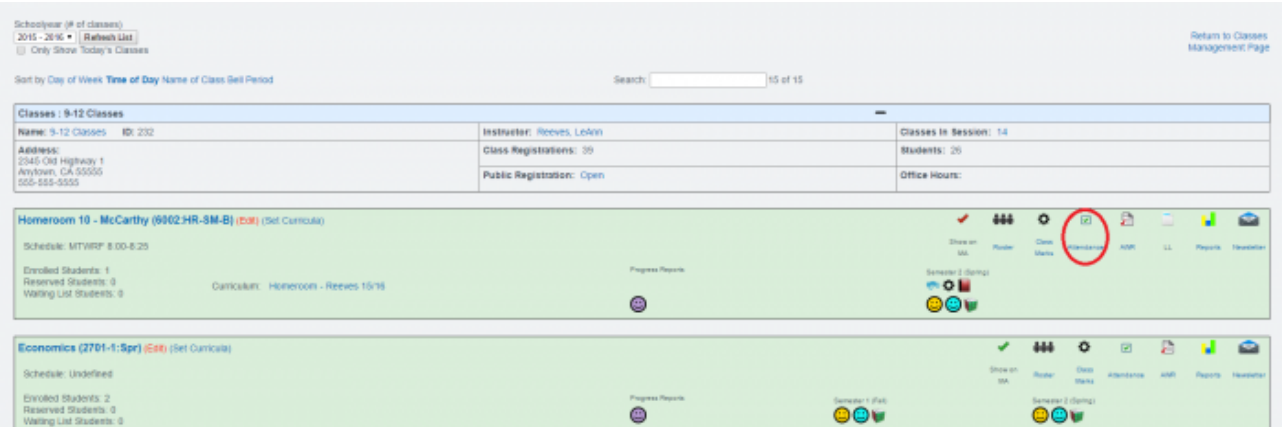 Schoolyear (# of classes)
2015 - 2016 Refresh List
Only Show Today's Classes
Return to Classes
Management Page
Sort by Day of Week Time of Day Name of Class Bell Period
Search: 15 of 15
Classes : 9-12 Classes
Name: 9-12 Classes ID: 232
Instructor: Reeves, LeAnn
Classes In Session: 14
Address:
2345 Old Highway 1
Anytown, CA 55555
555-555-5555
Class Registrations: 39
Students: 26
Public Registration: Open
Office Hours:
Homeroom 10 - McCarthy (6002:HR-SM-B) (Edit) (Set Curricula)
Show on MA
Roster
Class Marks
Attendance
AWR
LL
Reports
Newsletter
Schedule: MTWRF 8:00-8:25
Enrolled Students: 1
Reserved Students: 0
Waiting List Students: 0
Curriculum: Homeroom - Reeves 15/16
Progress Reports
Semester 2 (Spring)
Economics (2701-1:Spr) (Edit) (Set Curricula)
Show on MA
Roster
Class Marks
Attendance
AWR
Reports
Newsletter
Schedule: Undefined
Enrolled Students: 2
Reserved Students: 0
Waiting List Students: 0
Progress Reports
Semester 1 (Fall)
Semester 2 (Spring)